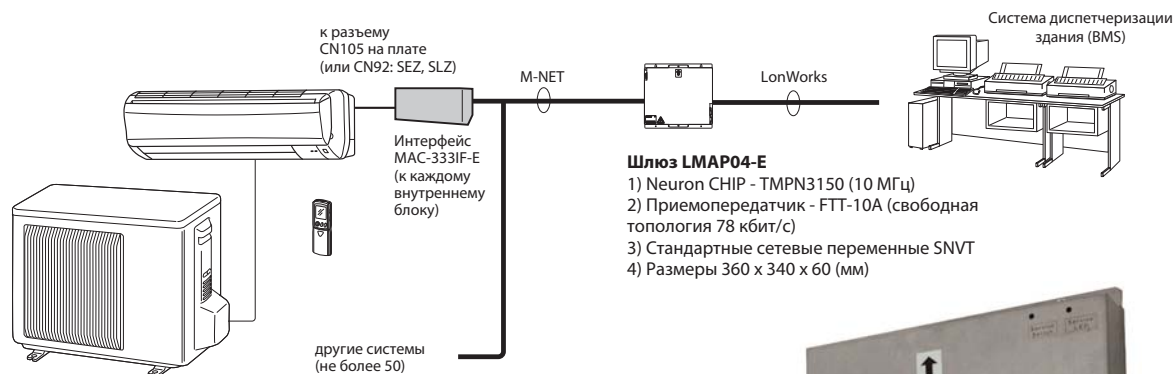 к разъему
CN105 на плате
(или CN92: SEZ, SLZ)
Интерфейс
MAC-333IF-E
(к каждому
внутреннему
блоку)
M-NET
LonWorks
Система диспетчеризации
здания (BMS)
Шлюз LMAP04-E
1) Neuron CHIP - TMPN3150 (10 МГц)
2) Приемопередатчик - FTT-10A (свободная
топология 78 кбит/с)
3) Стандартные сетевые переменные SNVT
4) Размеры 360 x 340 x 60 (мм)
другие системы
(не более 50)